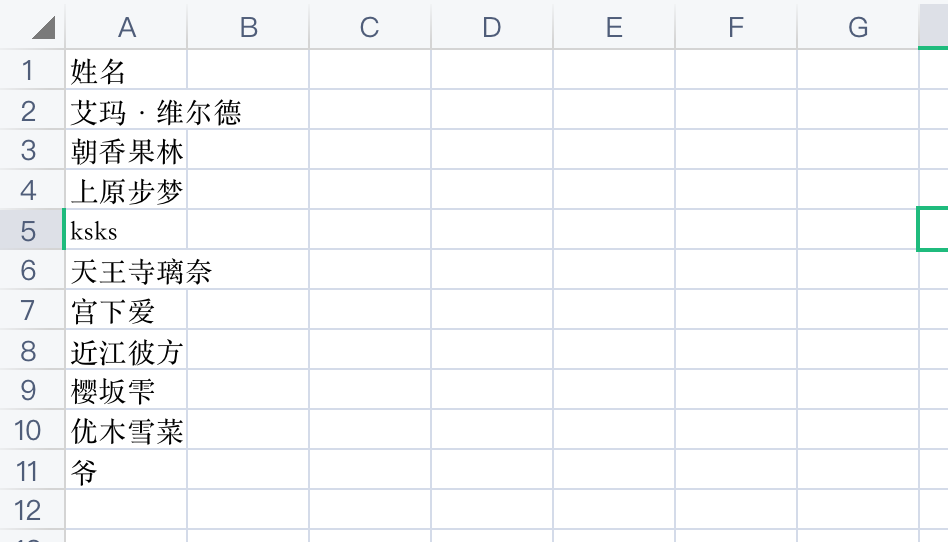 A B C D E F G
1 姓名
2 艾玛·维尔德
3 朝香果林
4 上原步梦
5 ksks
6 天王寺璃奈
7 宫下爱
8 近江彼方
9 樱坂雫
10 优木雪菜
11 爷
12